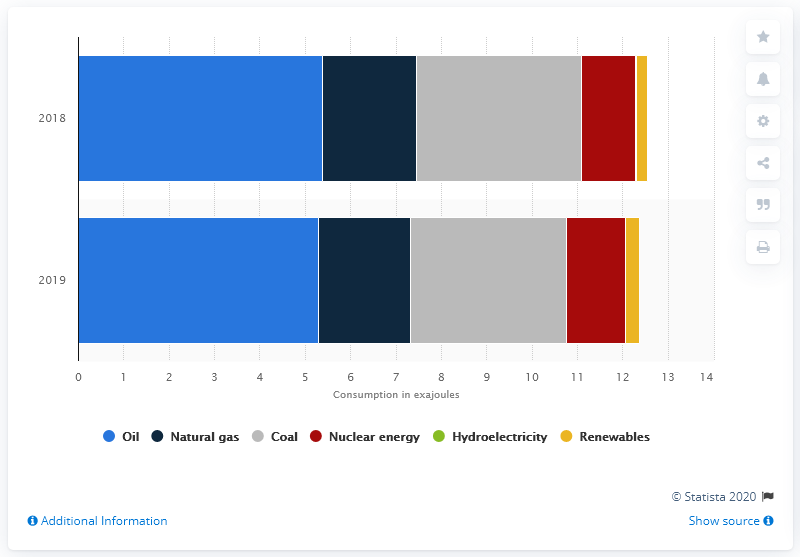 2018
2019
0 1 2 3 4 5 6 7 8 9 10 11 12 13 14
Consumption in exajoules
Oil Natural gas Coal Nuclear energy Hydroelectricity Renewables
© Statista 2020
Additional Information Show source